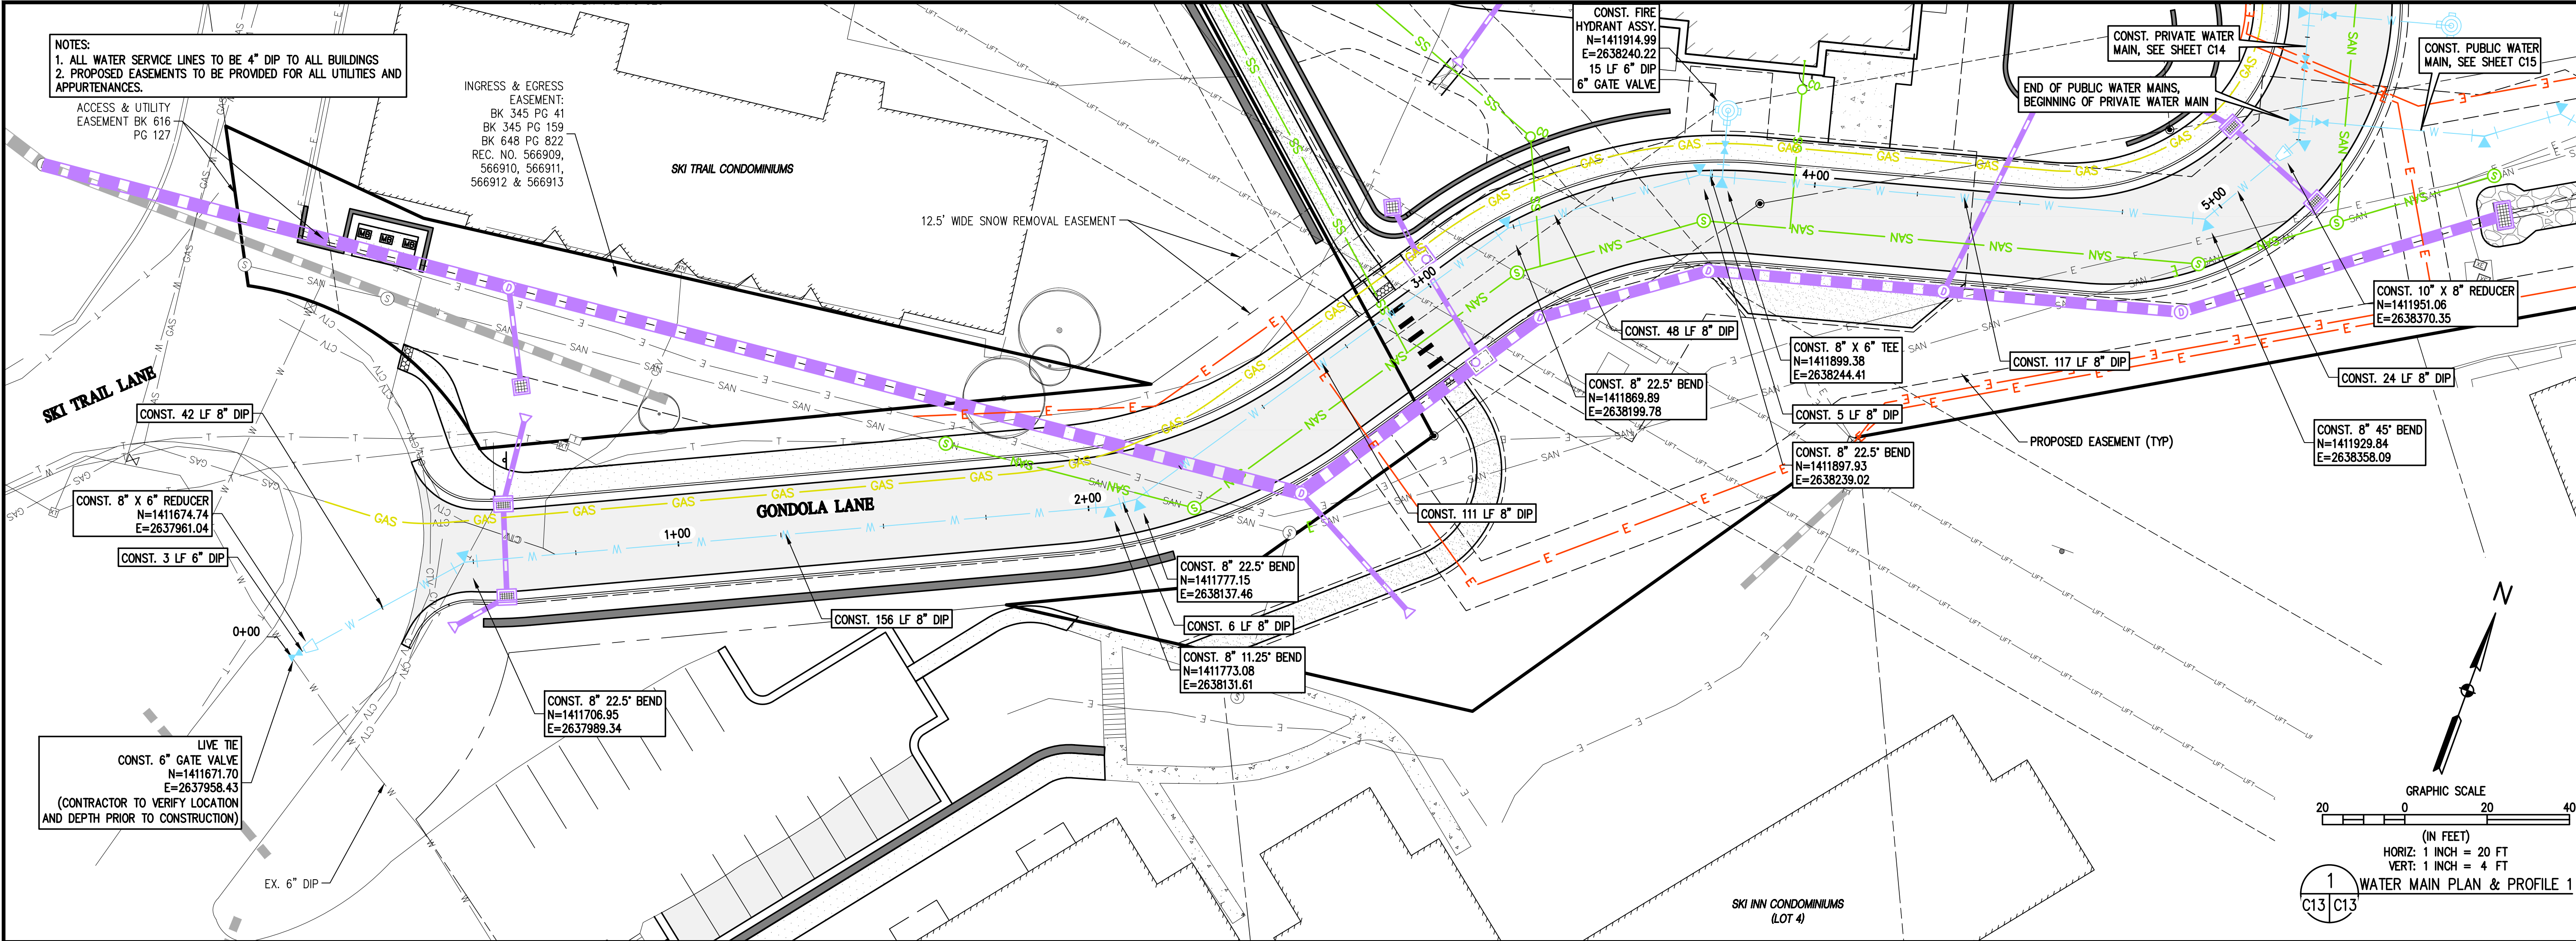 NOTES:
1. ALL WATER SERVICE LINES TO BE 4" DIP TO ALL BUILDINGS
2. PROPOSED EASEMENTS TO BE PROVIDED FOR ALL UTILITIES AND
APPURTENANCES.
ACCESS & UTILITY
EASEMENT BK 616
PG 127
INGRESS & EGRESS
EASEMENT:
BK 345 PG 41
BK 345 PG 159
BK 648 PG 822
REC. NO. 566909,
566910, 566911,
566912 & 566913
SKI TRAIL CONDOMINIUMS
12.5' WIDE SNOW REMOVAL EASEMENT
CONST. FIRE
HYDRANT ASSY.
N=1411914.99
E=2638240.22
15 LF 6" DIP
6" GATE VALVE
CONST. PRIVATE WATER
MAIN, SEE SHEET C14
CONST. PUBLIC WATER
MAIN, SEE SHEET C15
END OF PUBLIC WATER MAINS,
BEGINNING OF PRIVATE WATER MAIN
MB MB MB
SKI TRAIL LANE
GONDOLA LANE
0+00
1+00
2+00
3+00
4+00
5+00
CONST. 42 LF 8" DIP
CONST. 8" X 6" REDUCER
N=1411674.74
E=2637961.04
CONST. 3 LF 6" DIP
LIVE TIE
CONST. 6" GATE VALVE
N=1411671.70
E=2637958.43
(CONTRACTOR TO VERIFY LOCATION
AND DEPTH PRIOR TO CONSTRUCTION)
EX. 6" DIP
CONST. 8" 22.5° BEND
N=1411706.95
E=2637989.34
CONST. 156 LF 8" DIP
CONST. 8" 22.5° BEND
N=1411777.15
E=2638137.46
CONST. 6 LF 8" DIP
CONST. 8" 11.25° BEND
N=1411773.08
E=2638131.61
CONST. 111 LF 8" DIP
CONST. 48 LF 8" DIP
CONST. 8" 22.5° BEND
N=1411869.89
E=2638199.78
CONST. 8" X 6" TEE
N=1411899.38
E=2638244.41
CONST. 5 LF 8" DIP
CONST. 8" 22.5° BEND
N=1411897.93
E=2638239.02
CONST. 117 LF 8" DIP
PROPOSED EASEMENT (TYP)
CONST. 10" X 8" REDUCER
N=1411951.06
E=2638370.35
CONST. 24 LF 8" DIP
CONST. 8" 45° BEND
N=1411929.84
E=2638358.09
SKI INN CONDOMINIUMS
(LOT 4)
N
GRAPHIC SCALE
20 0 20 40
(IN FEET)
HORIZ: 1 INCH = 20 FT
VERT: 1 INCH = 4 FT
1
C13 C13
WATER MAIN PLAN & PROFILE 1